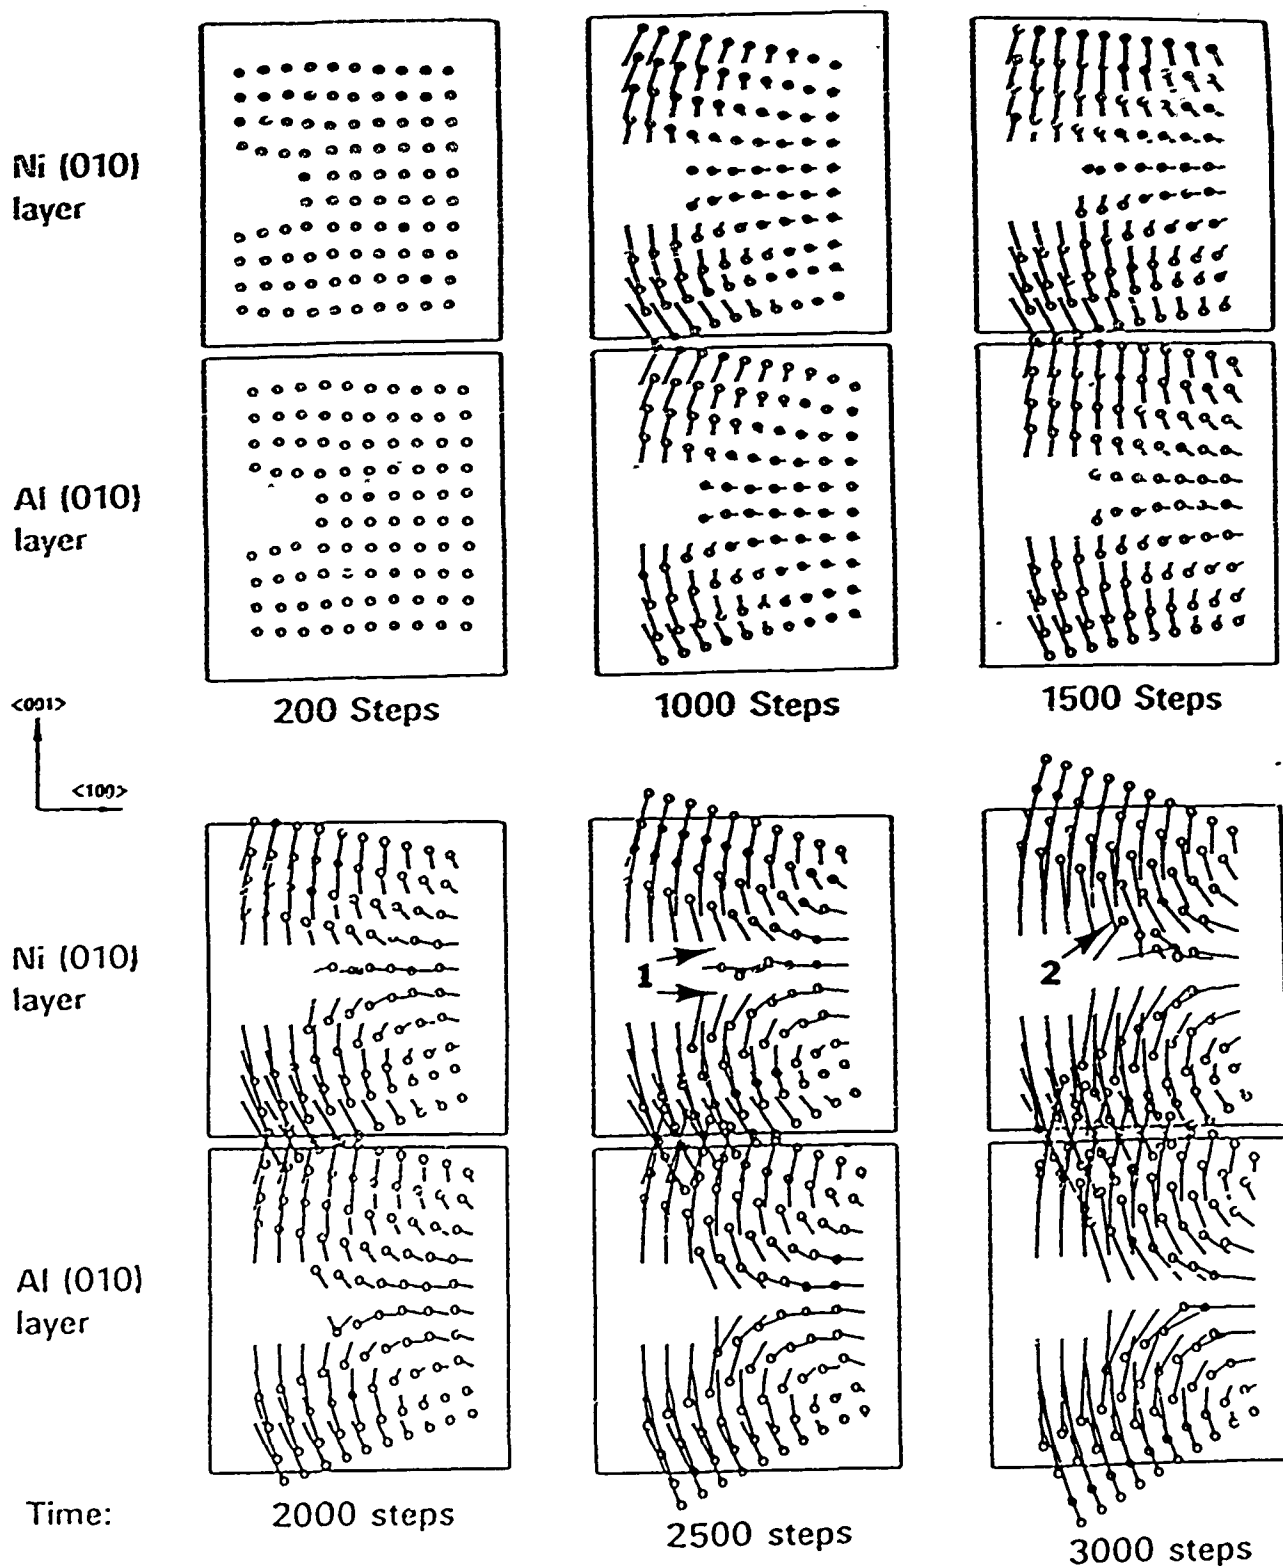 Ni (010)
layer
Al (010)
layer
200 Steps
1000 Steps
1500 Steps
<001>
<100>
Ni (010)
layer
1
2
Al (010)
layer
Time:
2000 steps
2500 steps
3000 steps